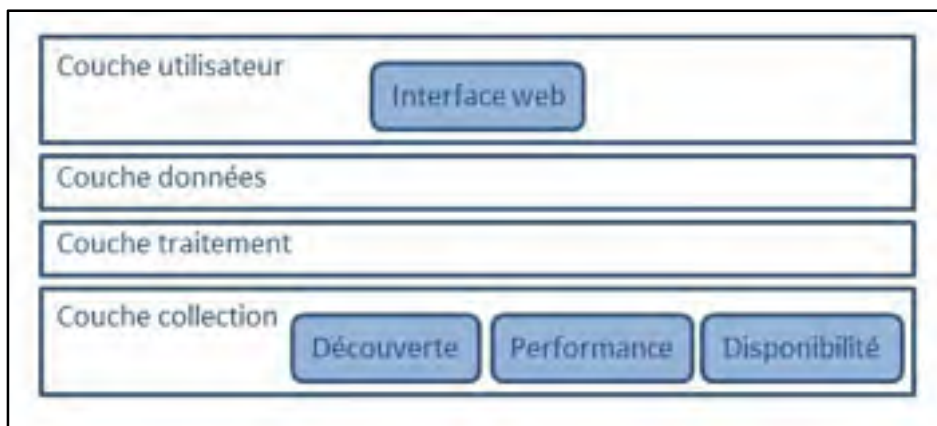 Couche utilisateur
Interface web
Couche données
Couche traitement
Couche collection
Découverte
Performance
Disponibilité